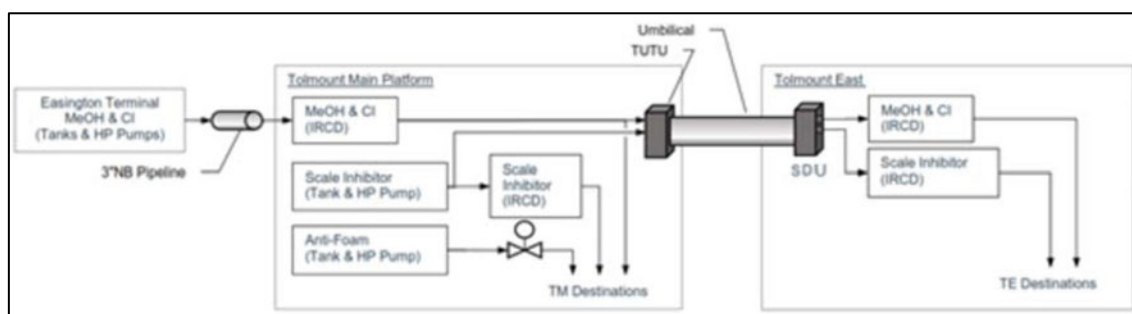 Umbilical
TUTU
Tolmount Main Platform
Tolmount East
Easington Terminal
MeOH & CI
(Tanks & HP Pumps)
3"NB Pipeline
MeOH & CI
(IRCD)
Scale Inhibitor
(Tank & HP Pump)
Scale
Inhibitor
(IRCD)
Anti-Foam
(Tank & HP Pump)
TM Destinations
SDU
MeOH & CI
(IRCD)
Scale Inhibitor
(IRCD)
TE Destinations